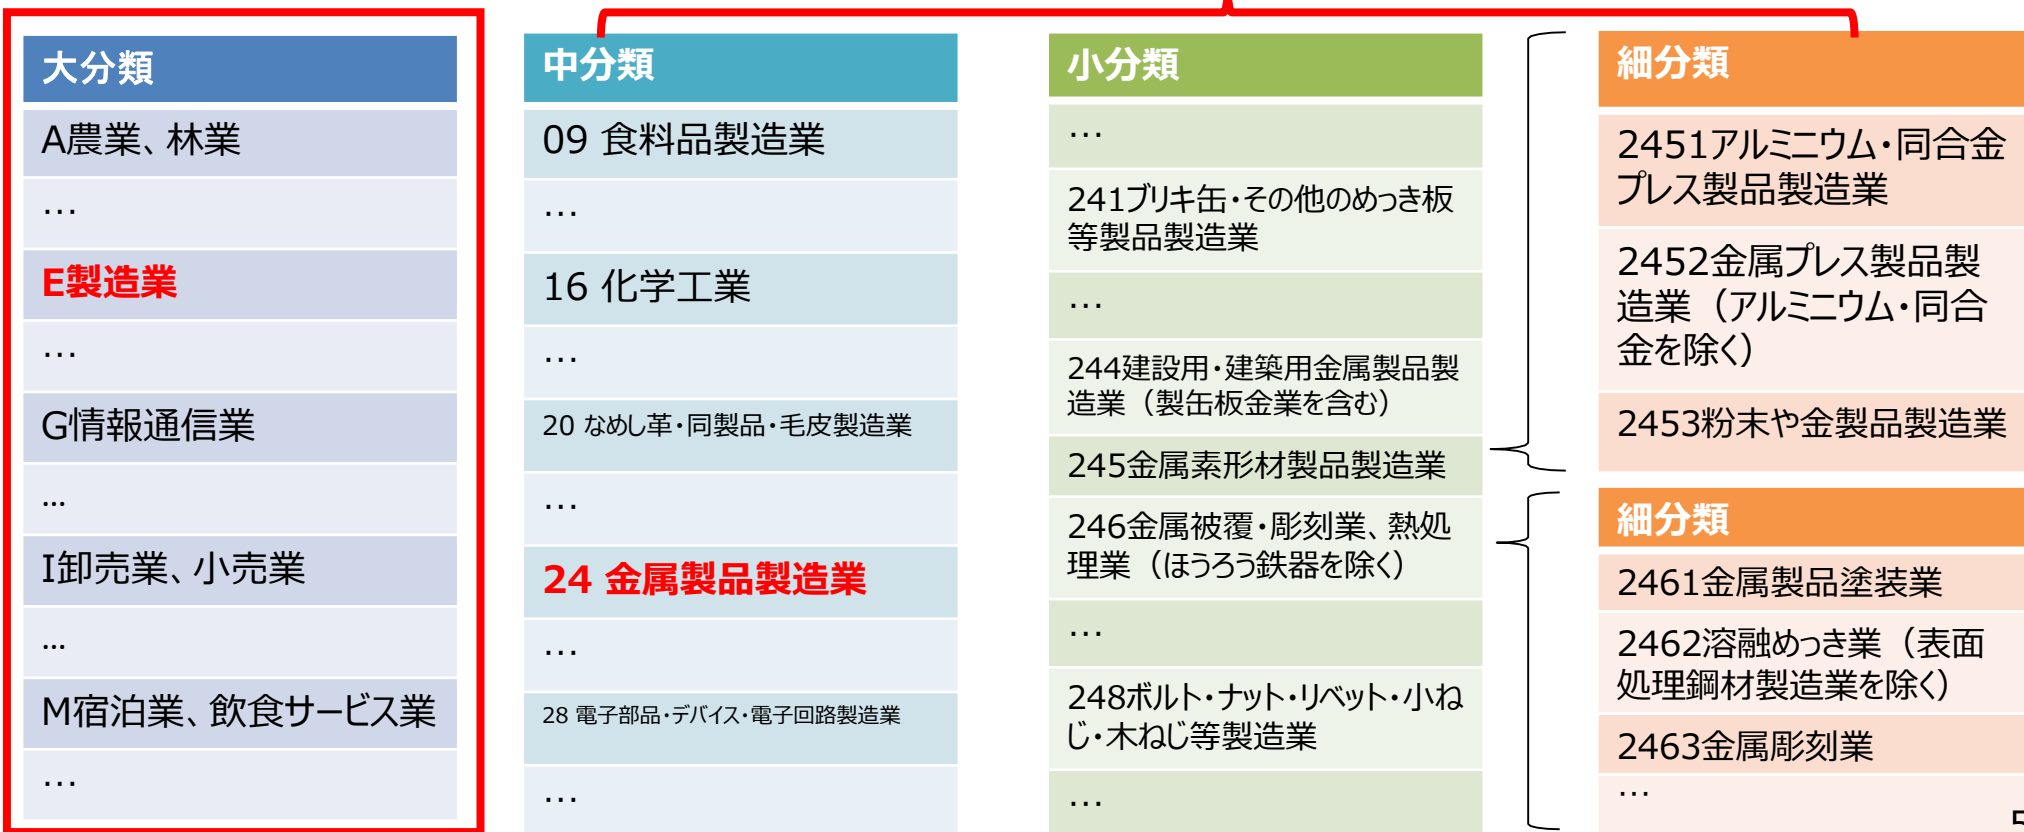 大分類
A農業、林業
…
E製造業
…
G情報通信業
…
I卸売業、小売業
…
M宿泊業、飲食サービス業
…
中分類
09 食料品製造業
…
16 化学工業
…
20 なめし革・同製品・毛皮製造業
…
24 金属製品製造業
…
28 電子部品・デバイス・電子回路製造業
…
小分類
…
241ブリキ缶・その他のめっき板
等製品製造業
…
244建設用・建築用金属製品製
造業（製缶板金業を含む）
245金属素形材製品製造業
246金属被覆・彫刻業、熱処
理業（ほうろう鉄器を除く）
…
248ボルト・ナット・リベット・小ね
じ・木ねじ等製造業
…
細分類
2451アルミニウム・同合金
プレス製品製造業
2452金属プレス製品製
造業（アルミニウム・同合
金を除く）
2453粉末や金製品製造業
細分類
2461金属製品塗装業
2462溶融めっき業（表面
処理鋼材製造業を除く）
2463金属彫刻業
…